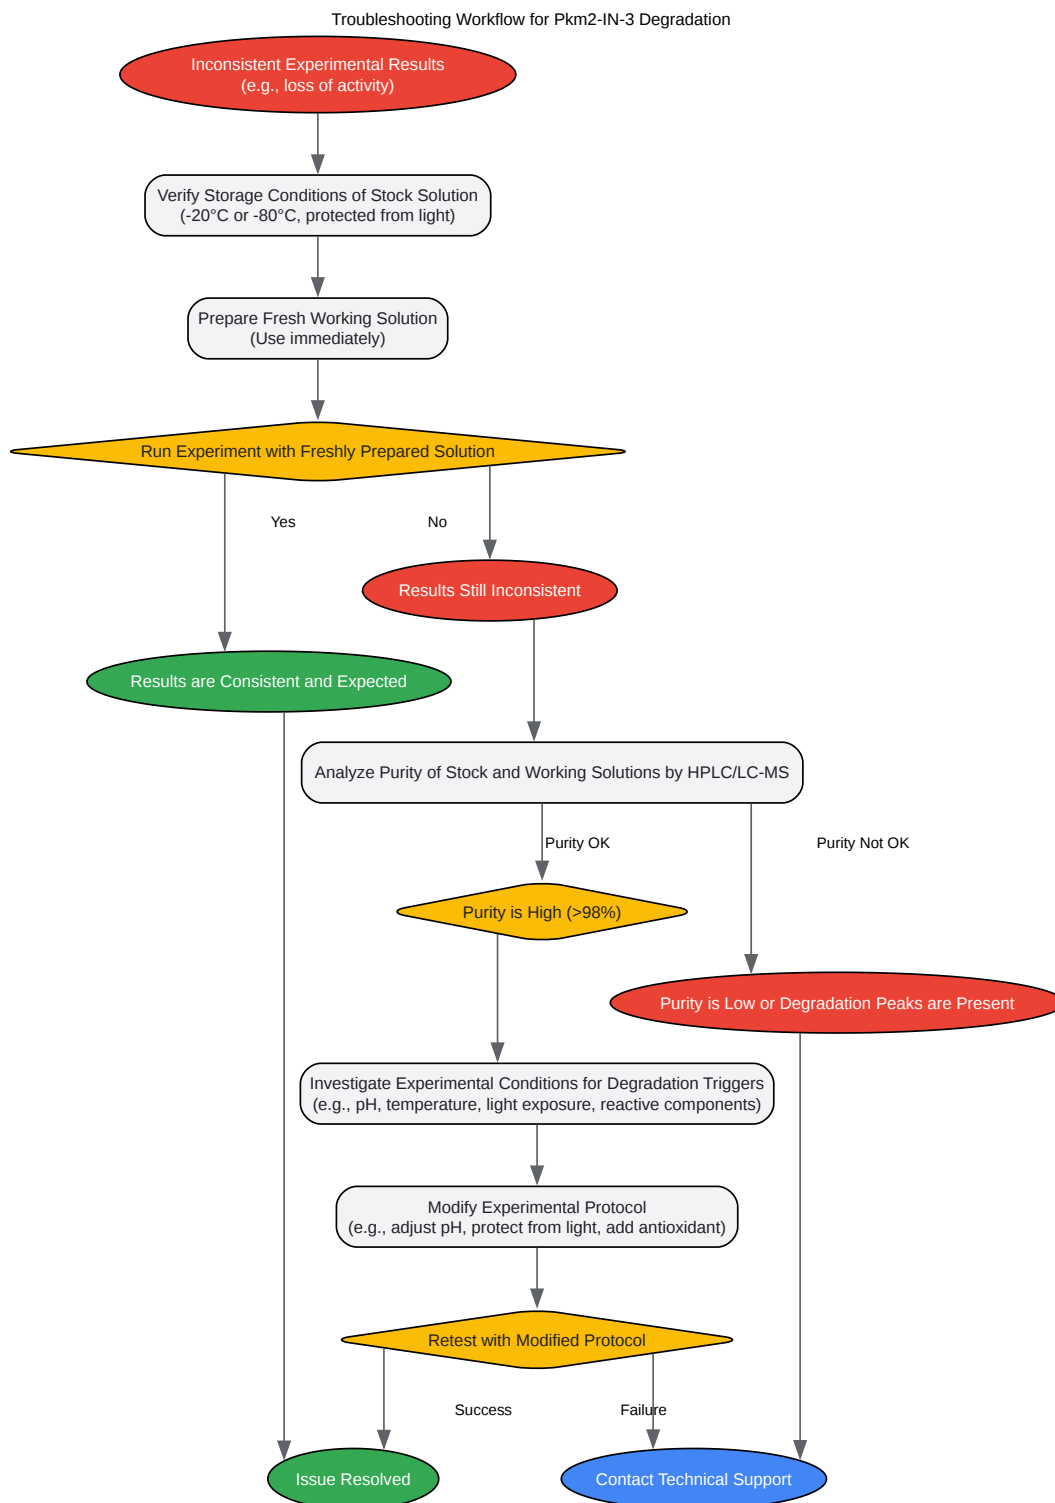 Troubleshooting Workflow for Pkm2-IN-3 Degradation
Inconsistent Experimental Results
(e.g., loss of activity)
Verify Storage Conditions of Stock Solution
(-20°C or -80°C, protected from light)
Prepare Fresh Working Solution
(Use immediately)
Run Experiment with Freshly Prepared Solution
Yes
No
Results Still Inconsistent
Results are Consistent and Expected
Analyze Purity of Stock and Working Solutions by HPLC/LC-MS
Purity OK
Purity Not OK
Purity is High (>98%)
Purity is Low or Degradation Peaks are Present
Investigate Experimental Conditions for Degradation Triggers
(e.g., pH, temperature, light exposure, reactive components)
Modify Experimental Protocol
(e.g., adjust pH, protect from light, add antioxidant)
Retest with Modified Protocol
Success
Failure
Issue Resolved
Contact Technical Support